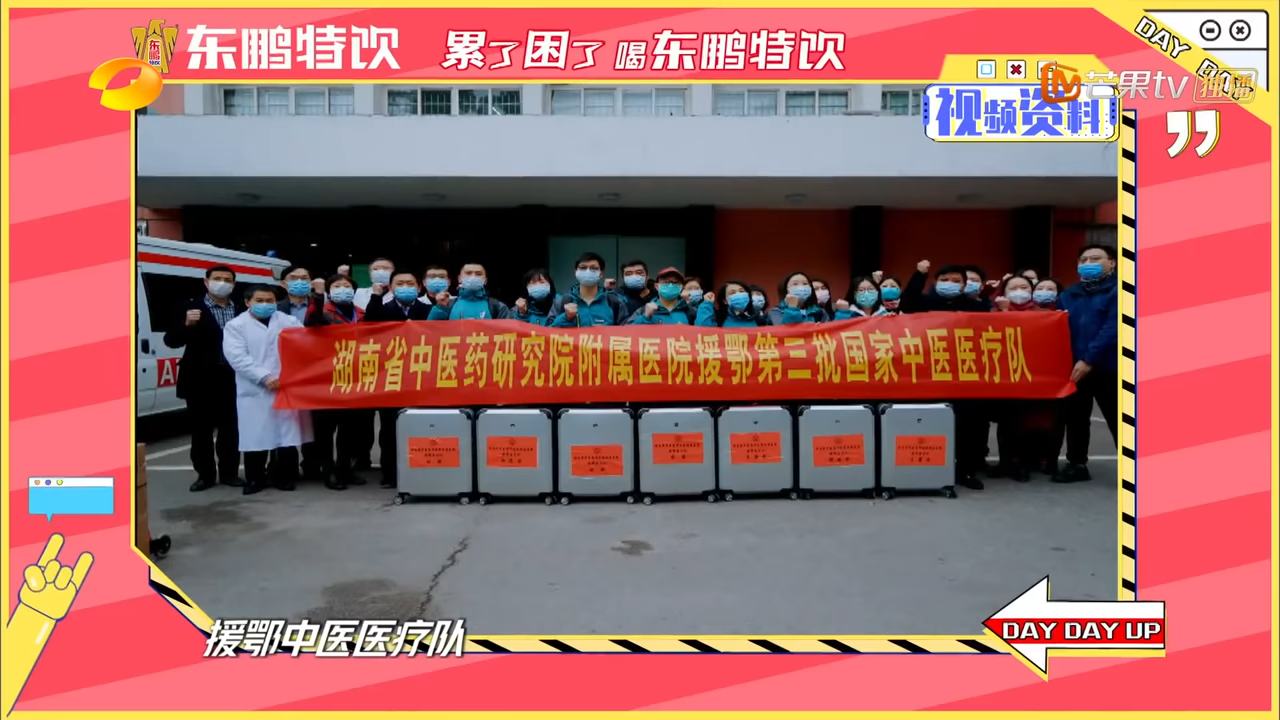 东鹏特饮
累了困了喝东鹏特饮
DAY
芒果tv独播
视频资料
湖南省中医药研究院附属医院援鄂第三批国家中医医疗队
援鄂中医医疗队
DAY DAY UP